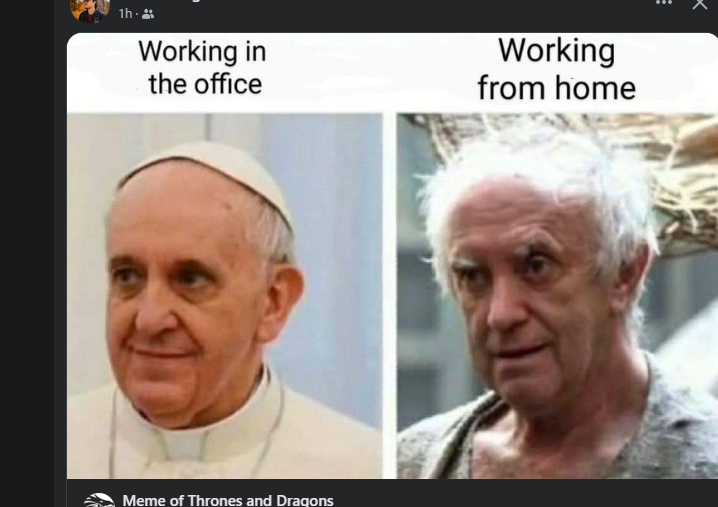 1h ·
Working in
the office
Working
from home
Meme of Thrones and Dragons